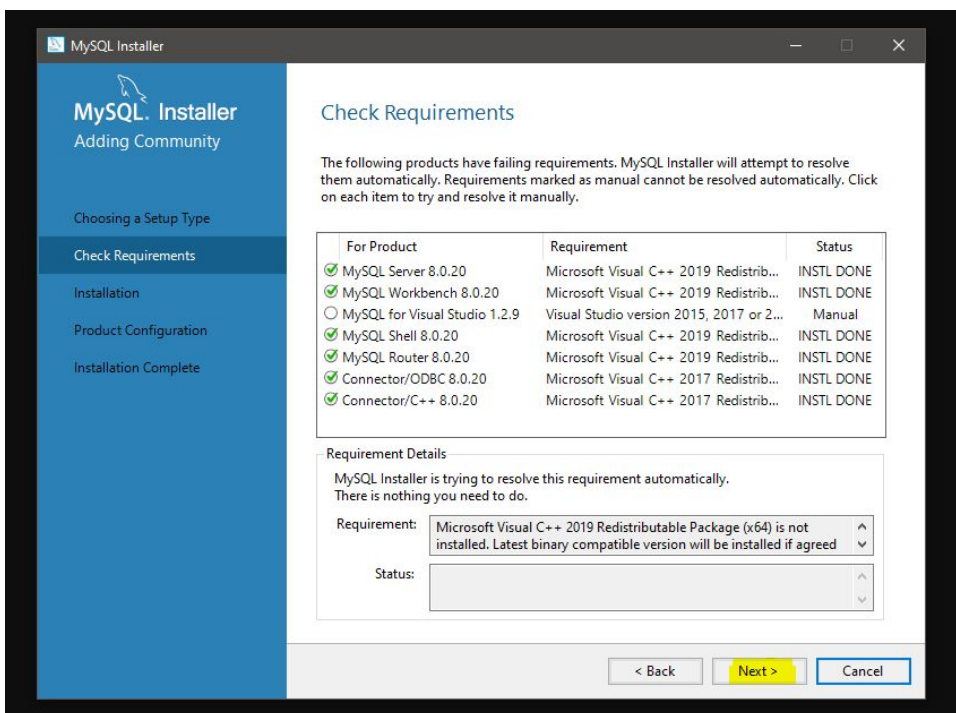 MySQL Installer
MySQL. Installer
Adding Community
Choosing a Setup Type
Check Requirements
Installation
Product Configuration
Installation Complete
Check Requirements
The following products have failing requirements. MySQL Installer will attempt to resolve
them automatically. Requirements marked as manual cannot be resolved automatically. Click
on each item to try and resolve it manually.
For Product Requirement Status
MySQL Server 8.0.20 Microsoft Visual C++ 2019 Redistrib... INSTL DONE
MySQL Workbench 8.0.20 Microsoft Visual C++ 2019 Redistrib... INSTL DONE
MySQL for Visual Studio 1.2.9 Visual Studio version 2015, 2017 or 2... Manual
MySQL Shell 8.0.20 Microsoft Visual C++ 2019 Redistrib... INSTL DONE
MySQL Router 8.0.20 Microsoft Visual C++ 2019 Redistrib... INSTL DONE
Connector/ODBC 8.0.20 Microsoft Visual C++ 2017 Redistrib... INSTL DONE
Connector/C++ 8.0.20 Microsoft Visual C++ 2017 Redistrib... INSTL DONE
Requirement Details
MySQL Installer is trying to resolve this requirement automatically.
There is nothing you need to do.
Requirement: Microsoft Visual C++ 2019 Redistributable Package (x64) is not
installed. Latest binary compatible version will be installed if agreed
Status:
< Back Next > Cancel